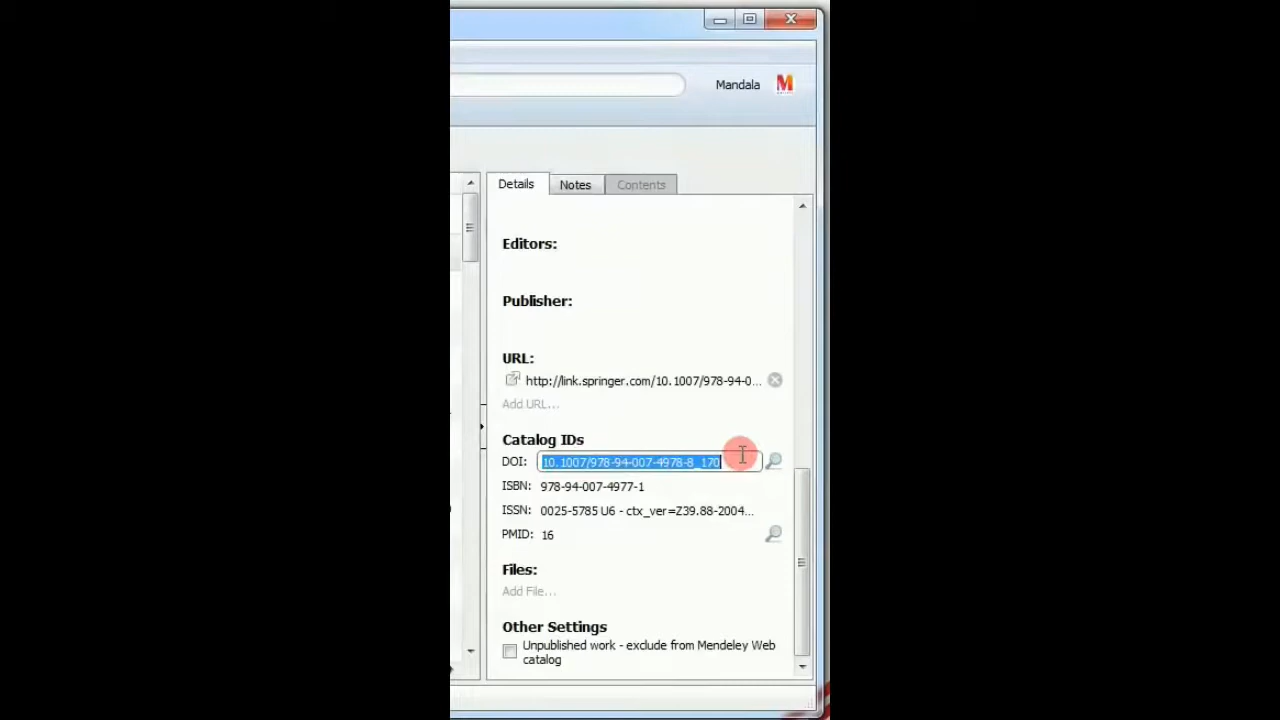 Mandala
Details Notes Contents
Editors:
Publisher:
URL:
http://link.springer.com/10.1007/978-94-0...
Add URL...
Catalog IDs
DOI: 10.1007/978-94-007-4978-8_170
ISBN: 978-94-007-4977-1
ISSN: 0025-5785 U6 - ctx_ver=Z39.88-2004...
PMID: 16
Files:
Add File...
Other Settings
Unpublished work - exclude from Mendeley Web
catalog